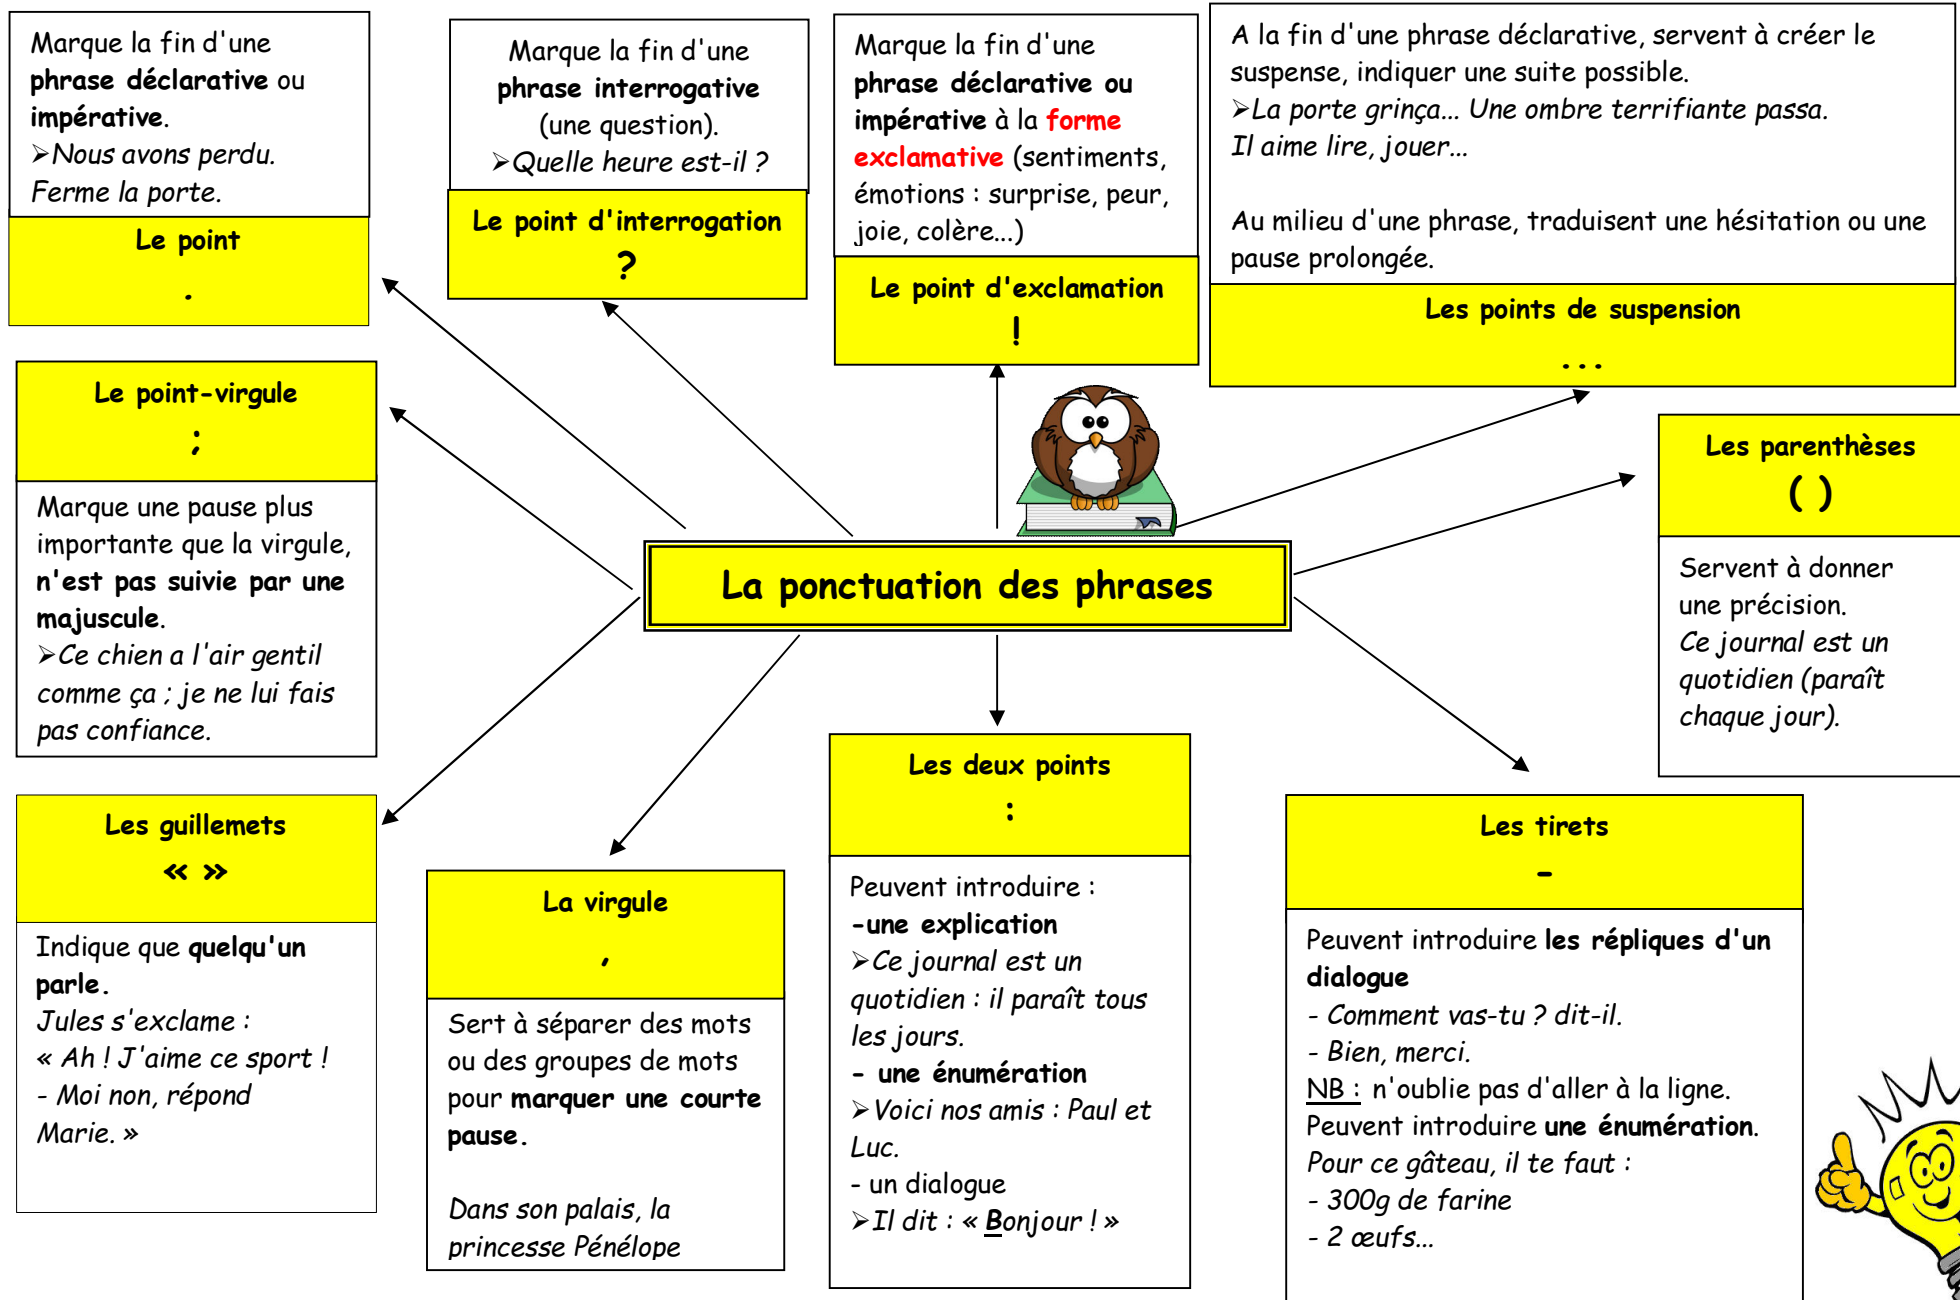 Marque la fin d'une
phrase déclarative ou
impérative.
➢Nous avons perdu.
Ferme la porte.
Le point
.
Marque la fin d'une
phrase interrogative
(une question).
➢Quelle heure est-il ?
Le point d'interrogation
?
Marque la fin d'une
phrase déclarative ou
impérative à la forme
exclamative (sentiments,
émotions : surprise, peur,
joie, colère...)
Le point d'exclamation
!
A la fin d'une phrase déclarative, servent à créer le
suspense, indiquer une suite possible.
➢La porte grinça... Une ombre terrifiante passa.
Il aime lire, jouer...
Au milieu d'une phrase, traduisent une hésitation ou une
pause prolongée.
Les points de suspension
...
Le point-virgule
;
Marque une pause plus
importante que la virgule,
n'est pas suivie par une
majuscule.
➢Ce chien a l'air gentil
comme ça ; je ne lui fais
pas confiance.
La ponctuation des phrases
Les parenthèses
( )
Servent à donner
une précision.
Ce journal est un
quotidien (paraît
chaque jour).
Les guillemets
« »
Indique que quelqu'un
parle.
Jules s'exclame :
« Ah ! J'aime ce sport !
- Moi non, répond
Marie. »
La virgule
,
Sert à séparer des mots
ou des groupes de mots
pour marquer une courte
pause.
Dans son palais, la
princesse Pénélope
Les deux points
:
Peuvent introduire :
-une explication
➢Ce journal est un
quotidien : il paraît tous
les jours.
- une énumération
➢Voici nos amis : Paul et
Luc.
- un dialogue
➢Il dit : « Bonjour ! »
Les tirets
-
Peuvent introduire les répliques d'un
dialogue
- Comment vas-tu ? dit-il.
- Bien, merci.
NB : n'oublie pas d'aller à la ligne.
Peuvent introduire une énumération.
Pour ce gâteau, il te faut :
- 300g de farine
- 2 œufs...